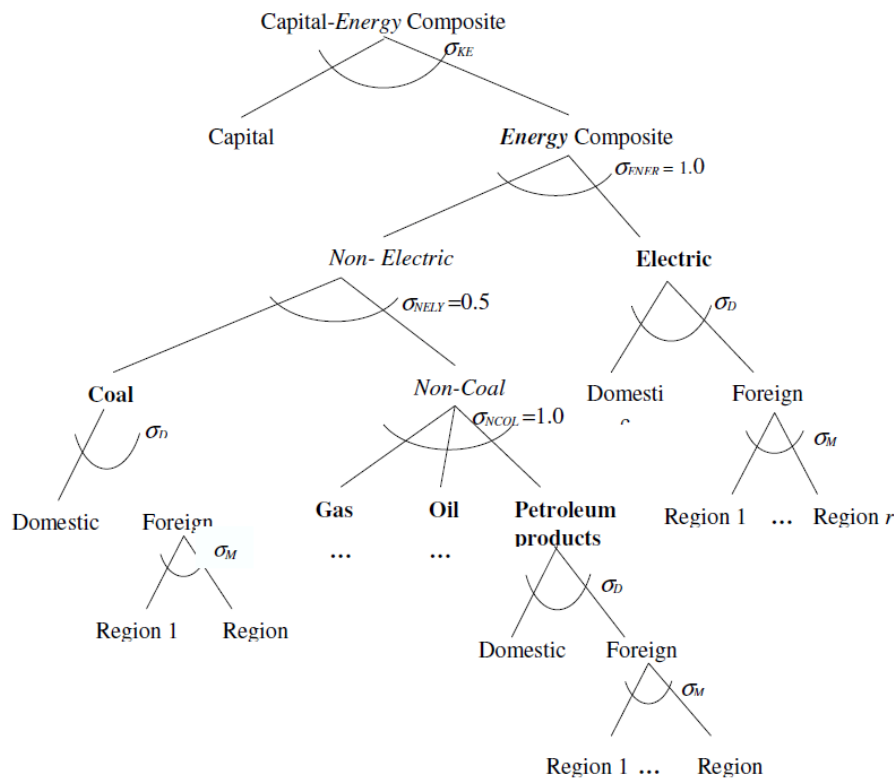 Capital-Energy Composite
σKE
Capital
Energy Composite
σENER = 1.0
Non- Electric
Electric
σNELY =0.5
σD
Coal
Non-Coal
Domesti
Foreign
σNCOL =1.0
σD
σM
Domestic
Foreign
Gas
Oil
Petroleum
products
Region 1 ... Region r
... ...
σM
σD
Region 1
Region
Domestic
Foreign
σM
Region 1 ... Region